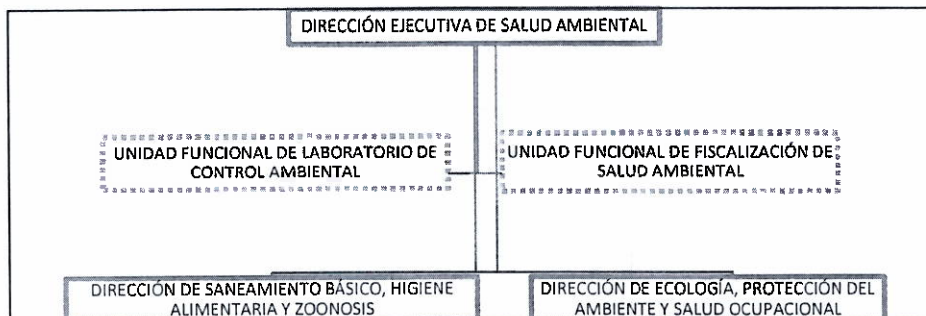 DIRECCIÓN EJECUTIVA DE SALUD AMBIENTAL
UNIDAD FUNCIONAL DE LABORATORIO DE
CONTROL AMBIENTAL
UNIDAD FUNCIONAL DE FISCALIZACIÓN DE
SALUD AMBIENTAL
DIRECCIÓN DE SANEAMIENTO BÁSICO, HIGIENE
ALIMENTARIA Y ZOONOSIS
DIRECCIÓN DE ECOLOGÍA, PROTECCIÓN DEL
AMBIENTE Y SALUD OCUPACIONAL